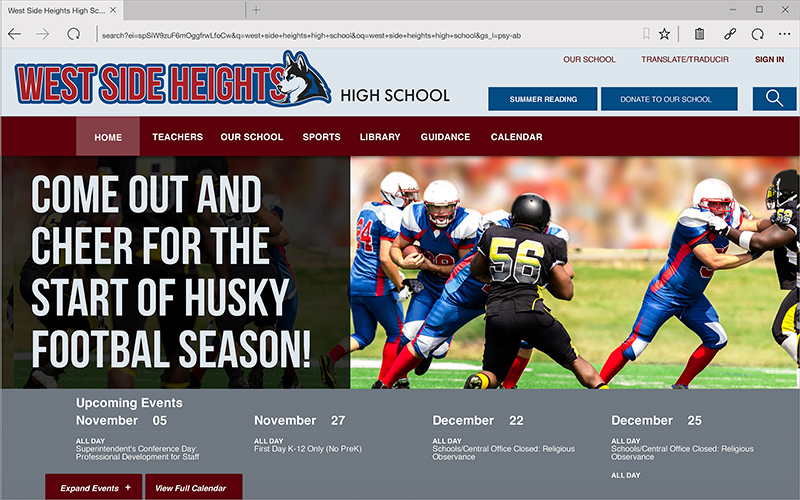 West Side Heights High Sc...
search?ei=spSiW9zuF6mOggfrwLfoCw&q=west+side+heights+high+school&oq=west+side+heights+high+school&gs_l=psy-ab
OUR SCHOOL TRANSLATE/TRADUCIR SIGN IN
WEST SIDE HEIGHTS HIGH SCHOOL
SUMMER READING DONATE TO OUR SCHOOL
HOME TEACHERS OUR SCHOOL SPORTS LIBRARY GUIDANCE CALENDAR
COME OUT AND
CHEER FOR THE
START OF HUSKY
FOOTBAL SEASON!
56
Upcoming Events
November 05 November 27 December 22 December 25
ALL DAY ALL DAY ALL DAY ALL DAY
Superintendent's Conference Day: First Day K-12 Only (No PreK) Schools/Central Office Closed: Religious Schools/Central Office Closed: Religious
Professional Development for Staff Observance Observance
ALL DAY
Expand Events + View Full Calendar